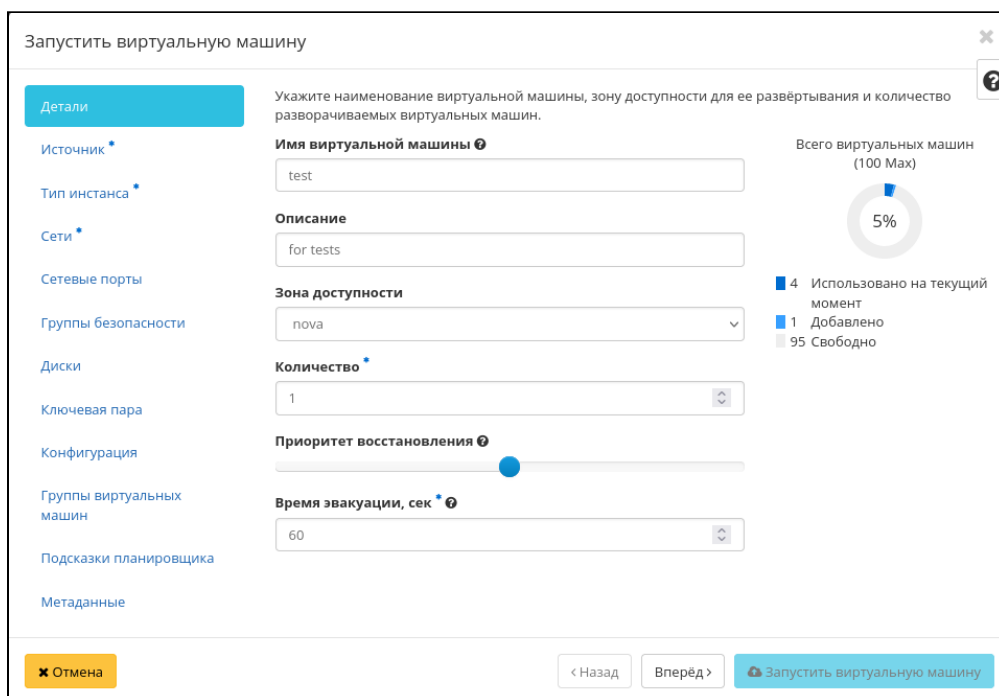 Запустить виртуальную машину
Детали
Источник *
Тип инстанса *
Сети *
Сетевые порты
Группы безопасности
Диски
Ключевая пара
Конфигурация
Группы виртуальных
машин
Подсказки планировщика
Метаданные
Укажите наименование виртуальной машины, зону доступности для ее развёртывания и количество
разворачиваемых виртуальных машин.
Имя виртуальной машины
test
Описание
for tests
Зона доступности
nova
Количество *
1
Приоритет восстановления
Время эвакуации, сек *
60
Всего виртуальных машин
(100 Max)
5%
4 Использовано на текущий
момент
1 Добавлено
95 Свободно
Отмена
< Назад
Вперёд >
Запустить виртуальную машину